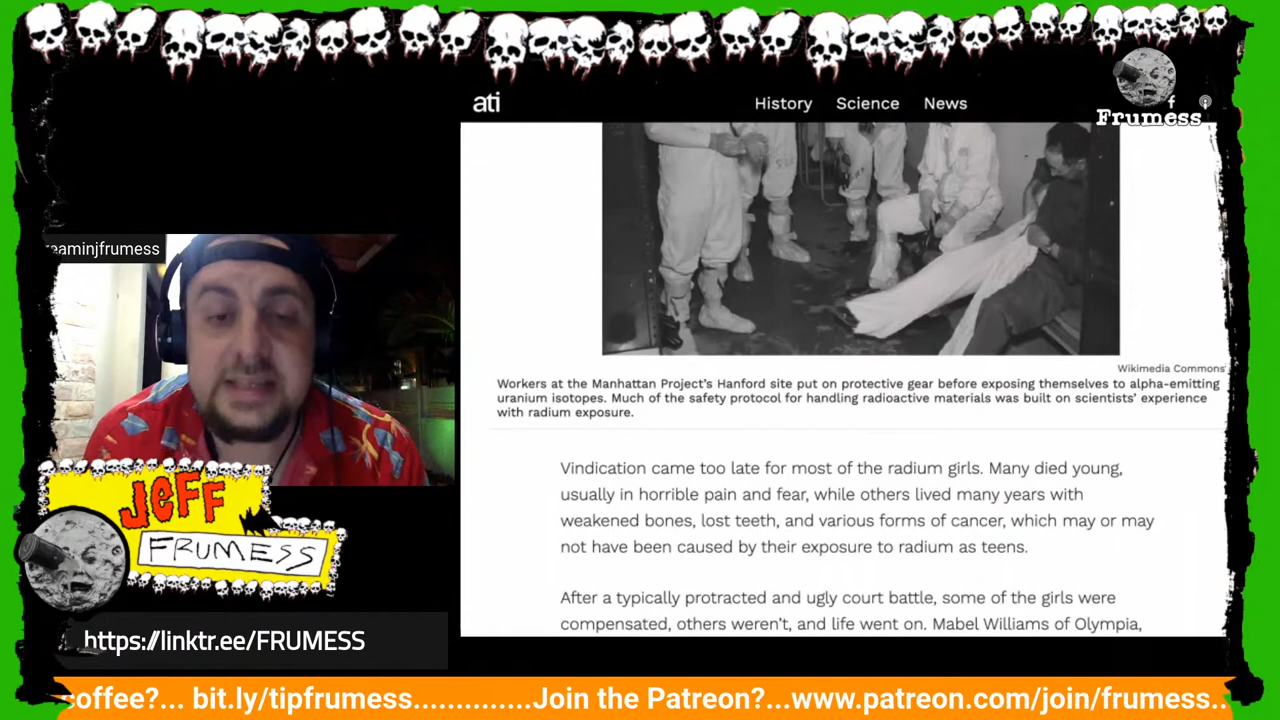 ati
History Science News
Frumess
eaminjfrumess
Wikimedia Commons
Workers at the Manhattan Project's Hanford site put on protective gear before exposing themselves to alpha-emitting
uranium isotopes. Much of the safety protocol for handling radioactive materials was built on scientists' experience
with radium exposure.
Vindication came too late for most of the radium girls. Many died young,
usually in horrible pain and fear, while others lived many years with
weakened bones, lost teeth, and various forms of cancer, which may or may
not have been caused by their exposure to radium as teens.
After a typically protracted and ugly court battle, some of the girls were
compensated, others weren't, and life went on. Mabel Williams of Olympia,
JEFF
FRUMESS
https://linktr.ee/FRUMESS
coffee?... bit.ly/tipfrumess..............Join the Patreon?...www.patreon.com/join/frumess..